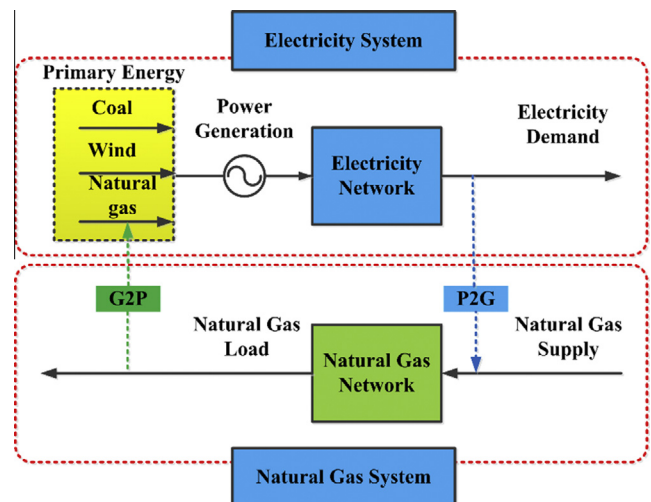 Electricity System
Primary Energy
Coal
Wind
Natural
gas
Power
Generation
Electricity
Network
Electricity
Demand
G2P
P2G
Natural Gas
Load
Natural Gas
Network
Natural Gas
Supply
Natural Gas System